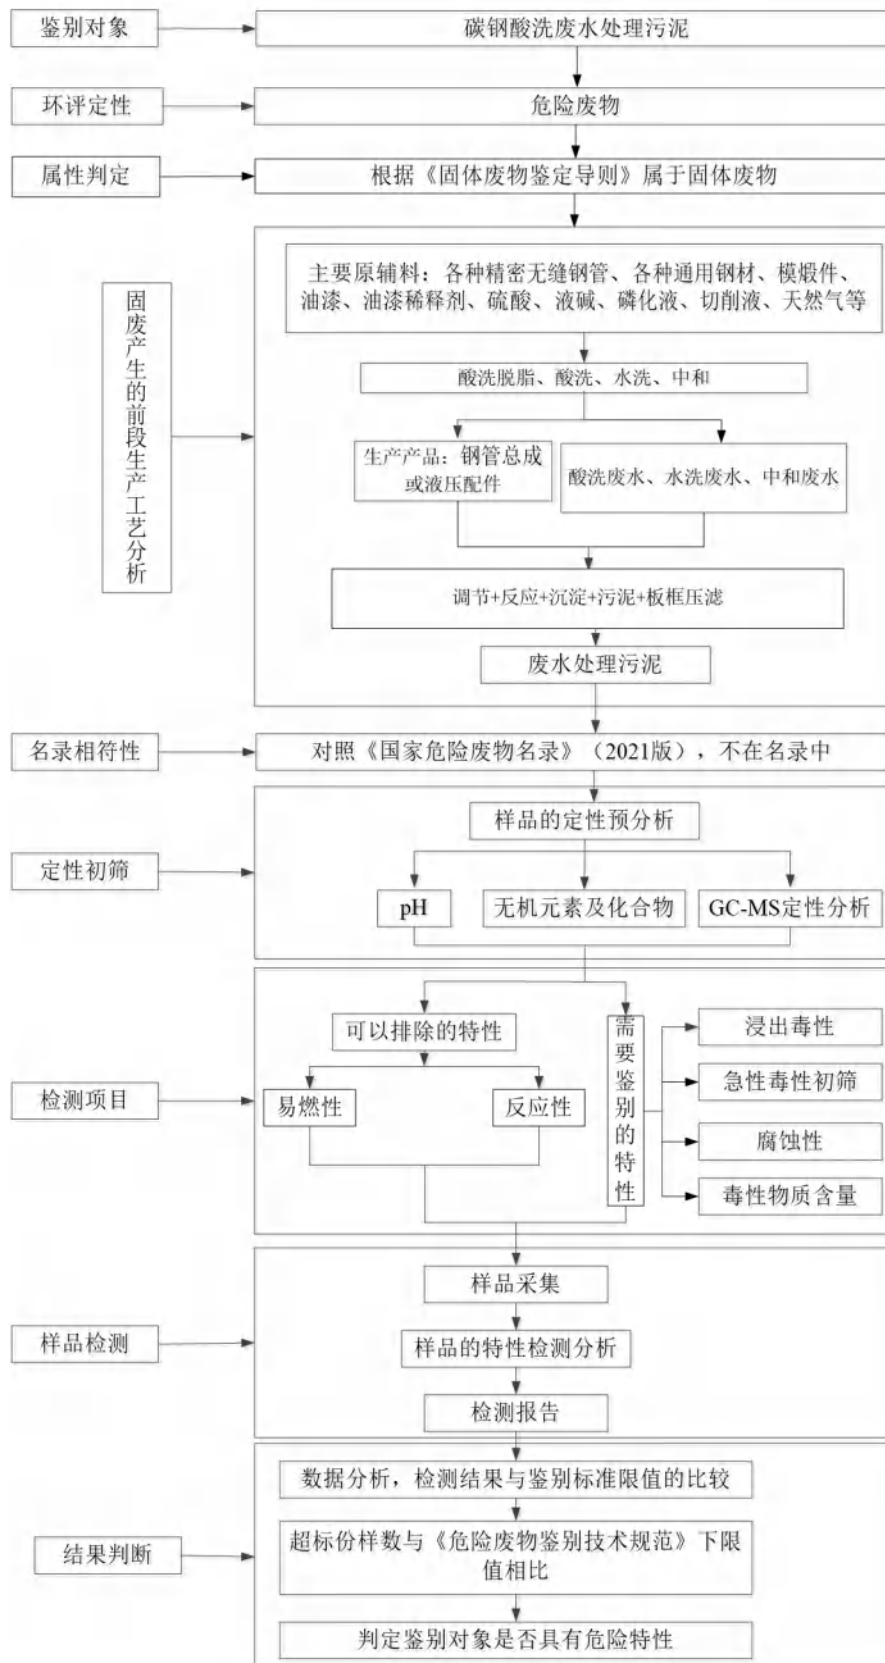 鉴别对象
碳钢酸洗废水处理污泥
环评定性
危险废物
属性判定
根据《固体废物鉴定导则》属于固体废物
固废产生的前段生产工艺分析
主要原辅料：各种精密无缝钢管、各种通用钢材、模煅件、
油漆、油漆稀释剂、硫酸、液碱、磷化液、切削液、天然气等
酸洗脱脂、酸洗、水洗、中和
生产产品：钢管总成
或液压配件
酸洗废水、水洗废水、中和废水
调节+反应+沉淀+污泥+板框压滤
废水处理污泥
名录相符性
对照《国家危险废物名录》（2021版），不在名录中
定性初筛
样品的定性预分析
pH
无机元素及化合物
GC-MS定性分析
检测项目
可以排除的特性
易燃性
反应性
需要鉴别的特性
浸出毒性
急性毒性初筛
腐蚀性
毒性物质含量
样品检测
样品采集
样品的特性检测分析
检测报告
结果判断
数据分析，检测结果与鉴别标准限值的比较
超标份样数与《危险废物鉴别技术规范》下限
值相比
判定鉴别对象是否具有危险特性